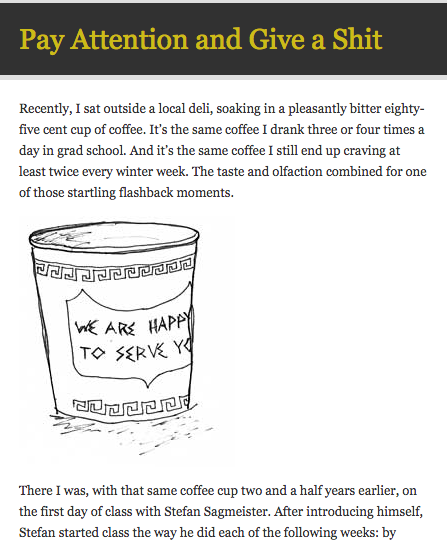 Pay Attention and Give a Shit
Recently, I sat outside a local deli, soaking in a pleasantly bitter eighty-
five cent cup of coffee. It's the same coffee I drank three or four times a
day in grad school. And it's the same coffee I still end up craving at
least twice every winter week. The taste and olfaction combined for one
of those startling flashback moments.
WE ARE HAPPY
TO SERVE YO
There I was, with that same coffee cup two and a half years earlier, on
the first day of class with Stefan Sagmeister. After introducing himself,
Stefan started class the way he did each of the following weeks: by